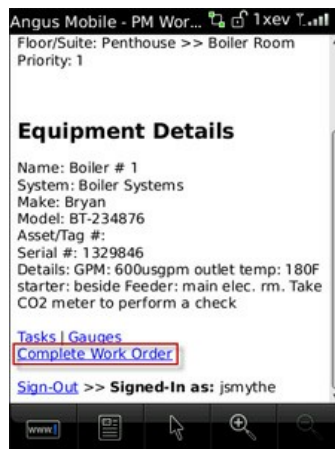 Angus Mobile - PM Wor... 1xev
Floor/Suite: Penthouse >> Boiler Room
Priority: 1
Equipment Details
Name: Boiler # 1
System: Boiler Systems
Make: Bryan
Model: BT-234876
Asset/Tag #:
Serial #: 1329846
Details: GPM: 600usgpm outlet temp: 180F
starter: beside Feeder: main elec. rm. Take
CO2 meter to perform a check
Tasks | Gauges
Complete Work Order
Sign-Out >> Signed-In as: jsmythe
www.